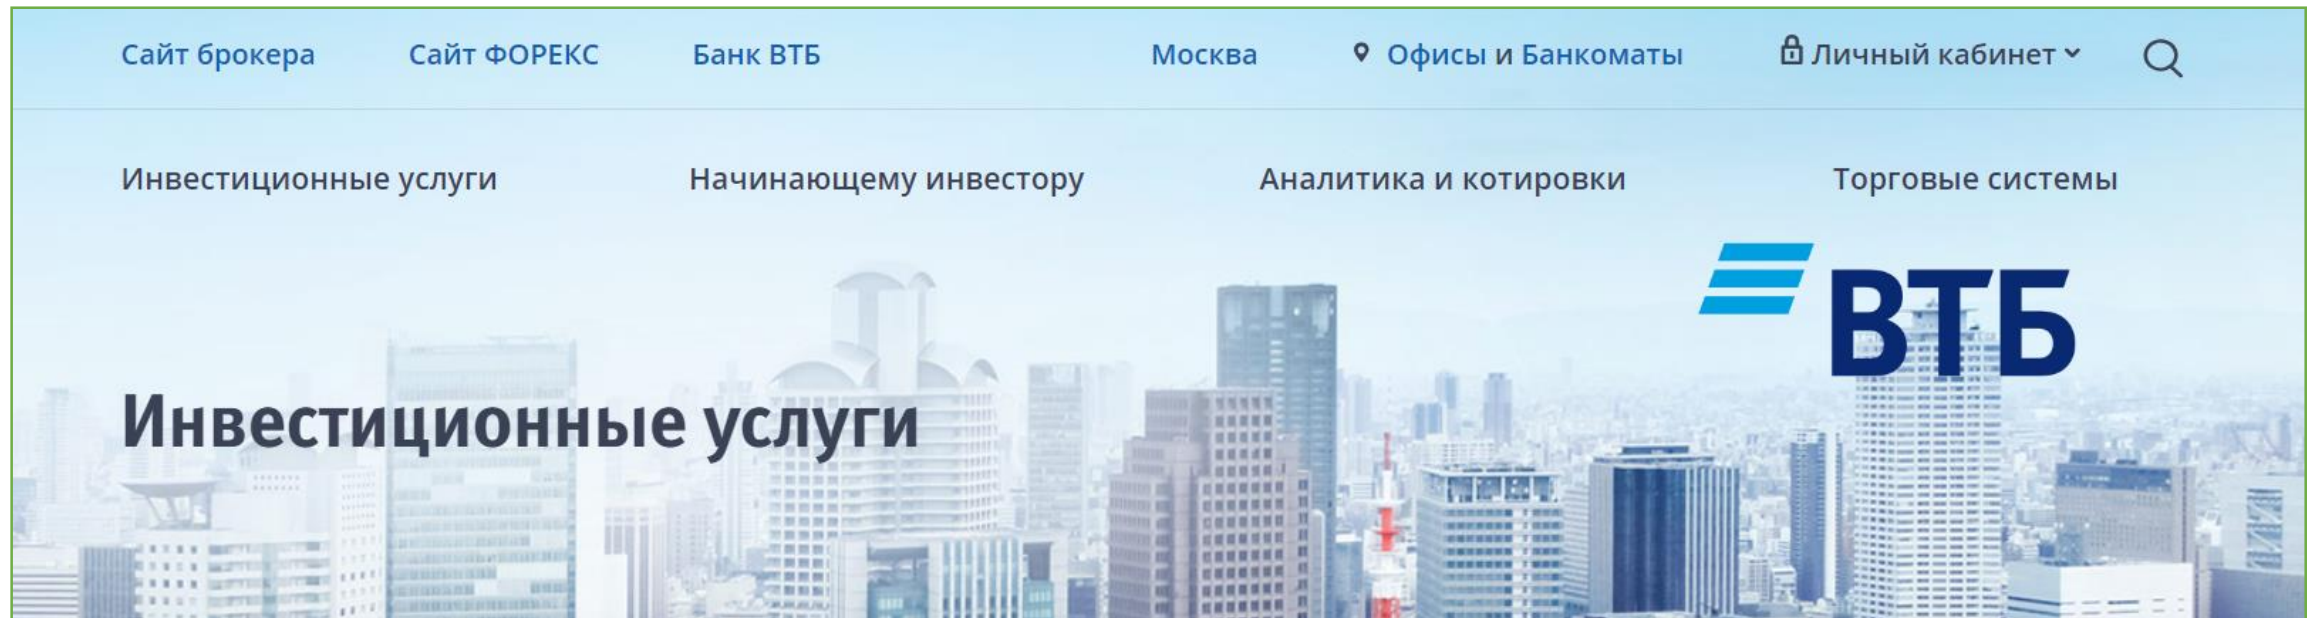 Сайт брокера Сайт ФОРЕКС Банк ВТБ Москва Офисы и Банкоматы Личный кабинет
Инвестиционные услуги Начинающему инвестору Аналитика и котировки Торговые системы
ВТБ
Инвестиционные услуги